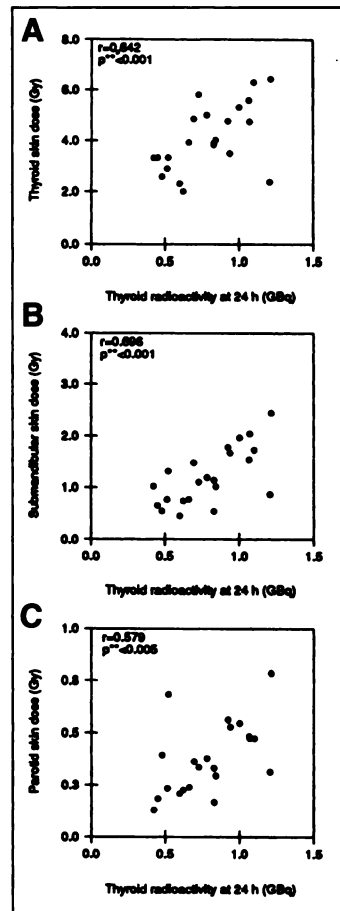 A
r=0.642
p**<0.001
Thyroid skin dose (Gy)
8.0
6.0
4.0
2.0
0.0
0.0 0.5 1.0 1.5
Thyroid radioactivity at 24 h (GBq)
B
r=0.696
p**<0.001
Submandibular skin dose (Gy)
4.0
3.0
2.0
1.0
0.0
0.0 0.5 1.0 1.5
Thyroid radioactivity at 24 h (GBq)
C
r=0.579
p**<0.005
Parotid skin dose (Gy)
1.0
0.8
0.5
0.3
0.0
0.0 0.5 1.0 1.5
Thyroid radioactivity at 24 h (GBq)